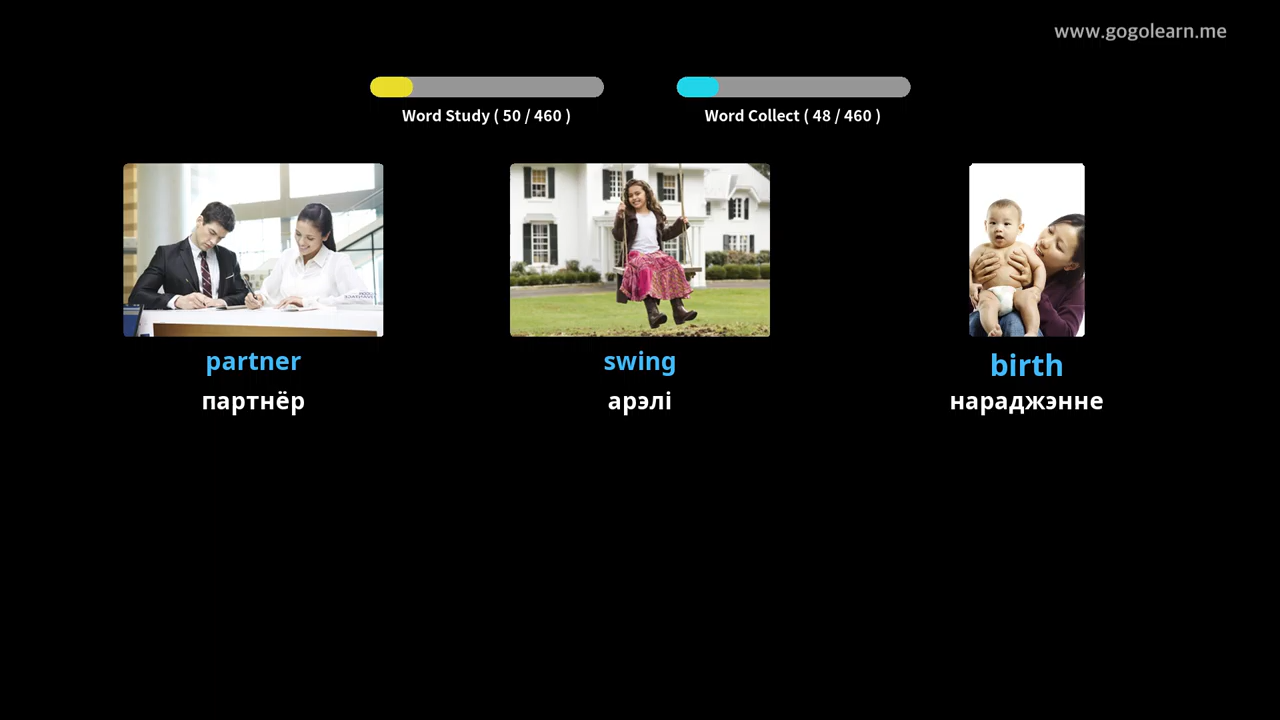 www.gogolearn.me
Word Study ( 50 / 460 )
Word Collect ( 48 / 460 )
partner
swing
birth
партнёр
арэлі
нараджэнне